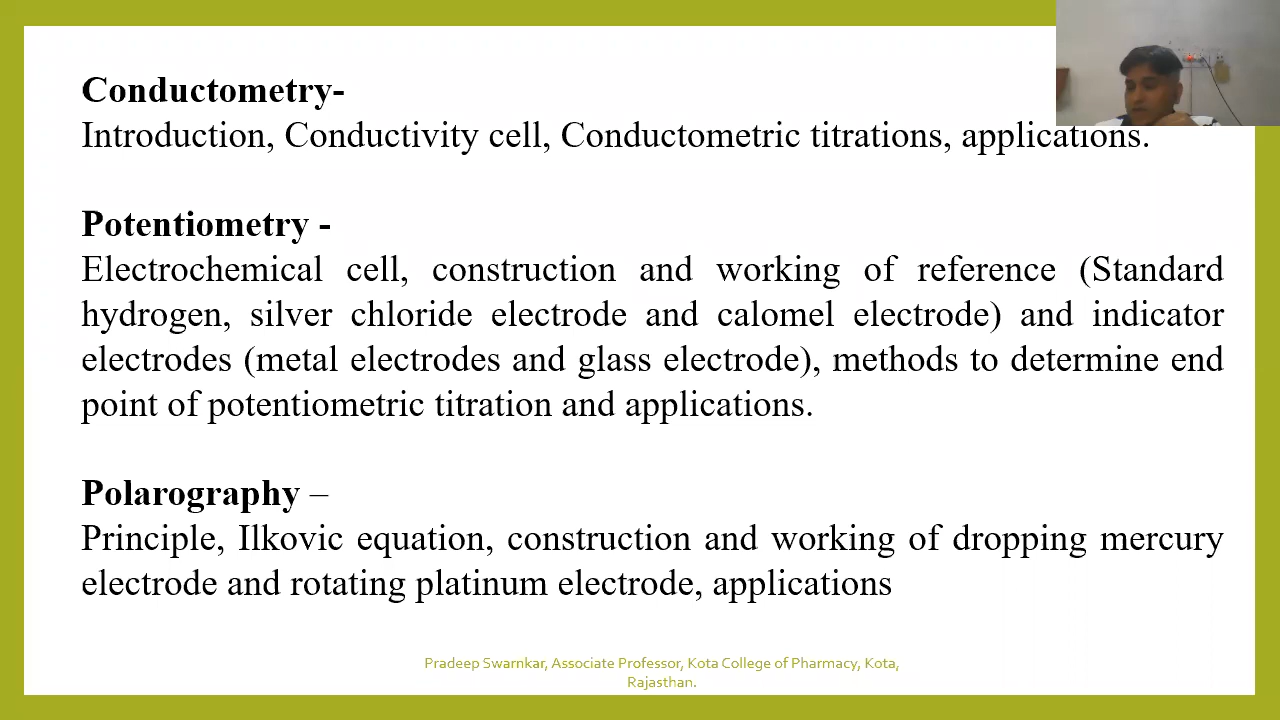 Conductometry-
Introduction, Conductivity cell, Conductometric titrations, applications.
Potentiometry -
Electrochemical cell, construction and working of reference (Standard
hydrogen, silver chloride electrode and calomel electrode) and indicator
electrodes (metal electrodes and glass electrode), methods to determine end
point of potentiometric titration and applications.
Polarography –
Principle, Ilkovic equation, construction and working of dropping mercury
electrode and rotating platinum electrode, applications
Pradeep Swarnkar, Associate Professor, Kota College of Pharmacy, Kota,
Rajasthan.